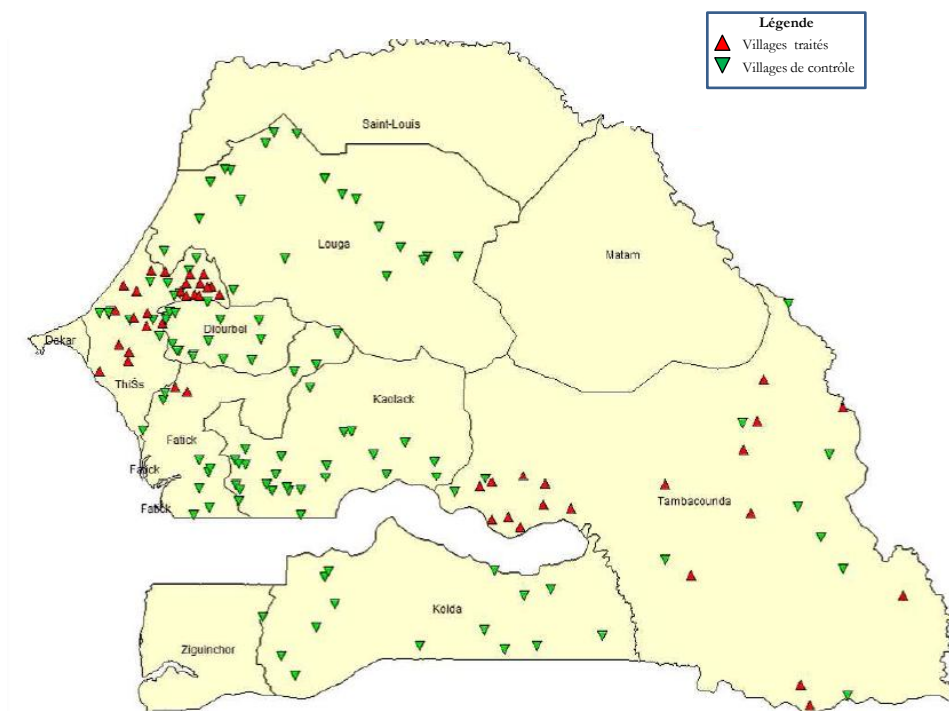 Légende
Villages traités
Villages de contrôle
Saint-Louis
Louga
Matam
Diourbel
Dakar
ThiŠs
Kaolack
Fatick
Fatick
Tambacounda
Fatick
Kolda
Ziguinchor